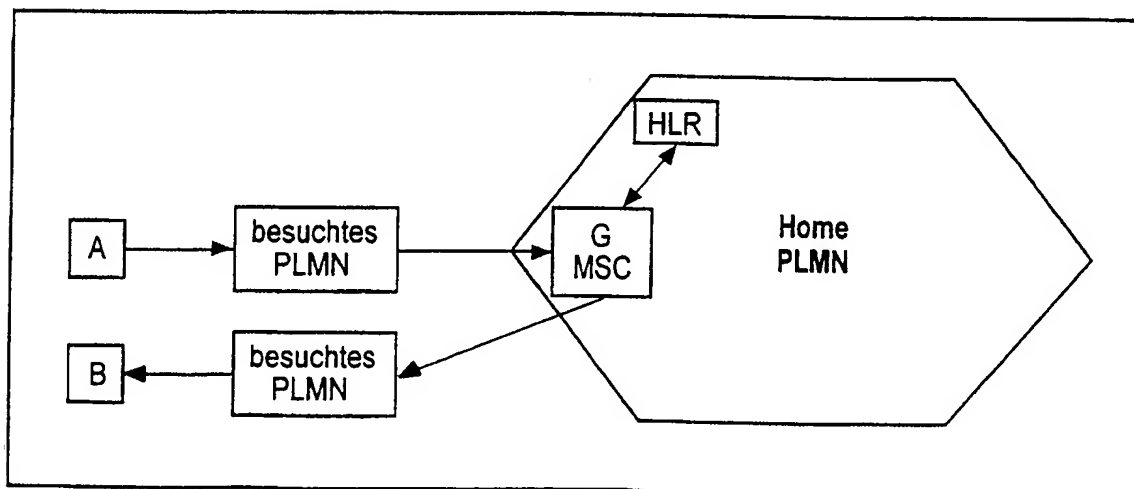 HLR
A
besuchtes
PLMN
G
MSC
Home
PLMN
B
besuchtes
PLMN